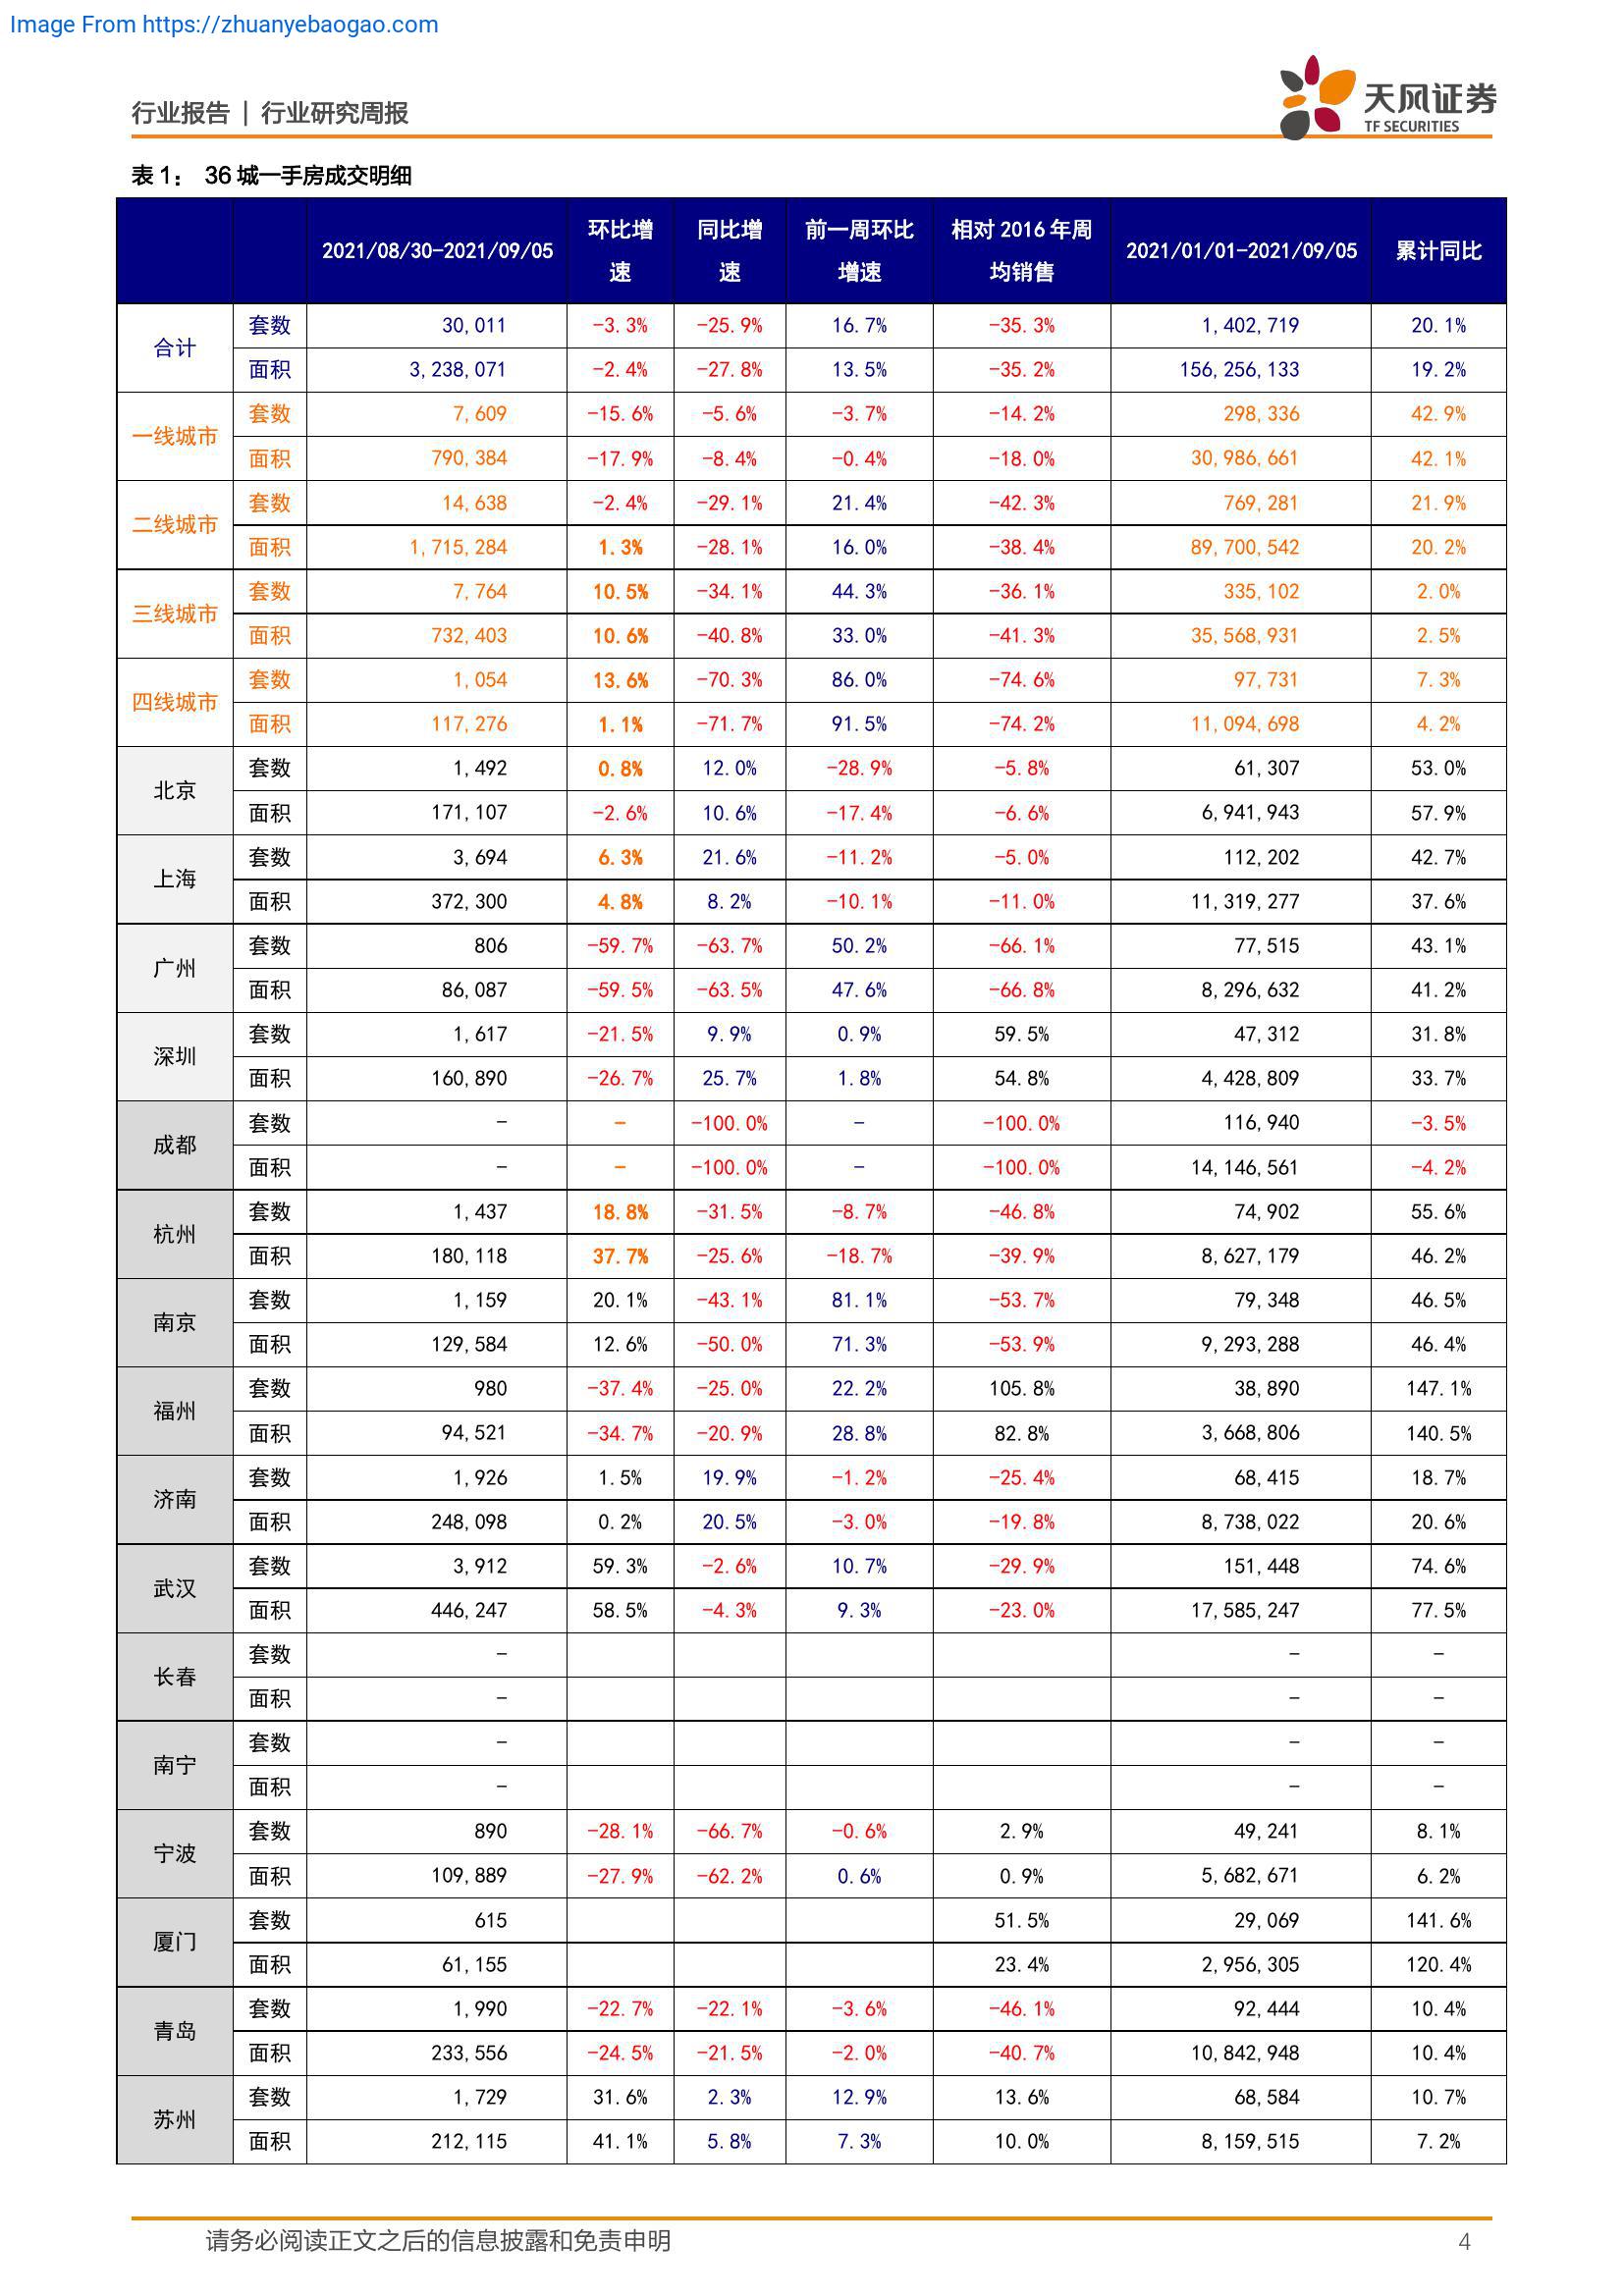 Image From https://zhuanyebaogao.com
行业报告 | 行业研究周报
天风证券
TF SECURITIES
表 1： 36 城一手房成交明细
2021/08/30-2021/09/05 环比增速 同比增速 前一周环比增速 相对 2016 年周均销售 2021/01/01-2021/09/05 累计同比
合计 套数 30,011 -3.3% -25.9% 16.7% -35.3% 1,402,719 20.1%
面积 3,238,071 -2.4% -27.8% 13.5% -35.2% 156,256,133 19.2%
一线城市 套数 7,609 -15.6% -5.6% -3.7% -14.2% 298,336 42.9%
面积 790,384 -17.9% -8.4% -0.4% -18.0% 30,986,661 42.1%
二线城市 套数 14,638 -2.4% -29.1% 21.4% -42.3% 769,281 21.9%
面积 1,715,284 1.3% -28.1% 16.0% -38.4% 89,700,542 20.2%
三线城市 套数 7,764 10.5% -34.1% 44.3% -36.1% 335,102 2.0%
面积 732,403 10.6% -40.8% 33.0% -41.3% 35,568,931 2.5%
四线城市 套数 1,054 13.6% -70.3% 86.0% -74.6% 97,731 7.3%
面积 117,276 1.1% -71.7% 91.5% -74.2% 11,094,698 4.2%
北京 套数 1,492 0.8% 12.0% -28.9% -5.8% 61,307 53.0%
面积 171,107 -2.6% 10.6% -17.4% -6.6% 6,941,943 57.9%
上海 套数 3,694 6.3% 21.6% -11.2% -5.0% 112,202 42.7%
面积 372,300 4.8% 8.2% -10.1% -11.0% 11,319,277 37.6%
广州 套数 806 -59.7% -63.7% 50.2% -66.1% 77,515 43.1%
面积 86,087 -59.5% -63.5% 47.6% -66.8% 8,296,632 41.2%
深圳 套数 1,617 -21.5% 9.9% 0.9% 59.5% 47,312 31.8%
面积 160,890 -26.7% 25.7% 1.8% 54.8% 4,428,809 33.7%
成都 套数 - - -100.0% - -100.0% 116,940 -3.5%
面积 - - -100.0% - -100.0% 14,146,561 -4.2%
杭州 套数 1,437 18.8% -31.5% -8.7% -46.8% 74,902 55.6%
面积 180,118 37.7% -25.6% -18.7% -39.9% 8,627,179 46.2%
南京 套数 1,159 20.1% -43.1% 81.1% -53.7% 79,348 46.5%
面积 129,584 12.6% -50.0% 71.3% -53.9% 9,293,288 46.4%
福州 套数 980 -37.4% -25.0% 22.2% 105.8% 38,890 147.1%
面积 94,521 -34.7% -20.9% 28.8% 82.8% 3,668,806 140.5%
济南 套数 1,926 1.5% 19.9% -1.2% -25.4% 68,415 18.7%
面积 248,098 0.2% 20.5% -3.0% -19.8% 8,738,022 20.6%
武汉 套数 3,912 59.3% -2.6% 10.7% -29.9% 151,448 74.6%
面积 446,247 58.5% -4.3% 9.3% -23.0% 17,585,247 77.5%
长春 套数 - - -
面积 - - -
南宁 套数 - - -
面积 - - -
宁波 套数 890 -28.1% -66.7% -0.6% 2.9% 49,241 8.1%
面积 109,889 -27.9% -62.2% 0.6% 0.9% 5,682,671 6.2%
厦门 套数 615 51.5% 29,069 141.6%
面积 61,155 23.4% 2,956,305 120.4%
青岛 套数 1,990 -22.7% -22.1% -3.6% -46.1% 92,444 10.4%
面积 233,556 -24.5% -21.5% -2.0% -40.7% 10,842,948 10.4%
苏州 套数 1,729 31.6% 2.3% 12.9% 13.6% 68,584 10.7%
面积 212,115 41.1% 5.8% 7.3% 10.0% 8,159,515 7.2%
请务必阅读正文之后的信息披露和免责申明 4